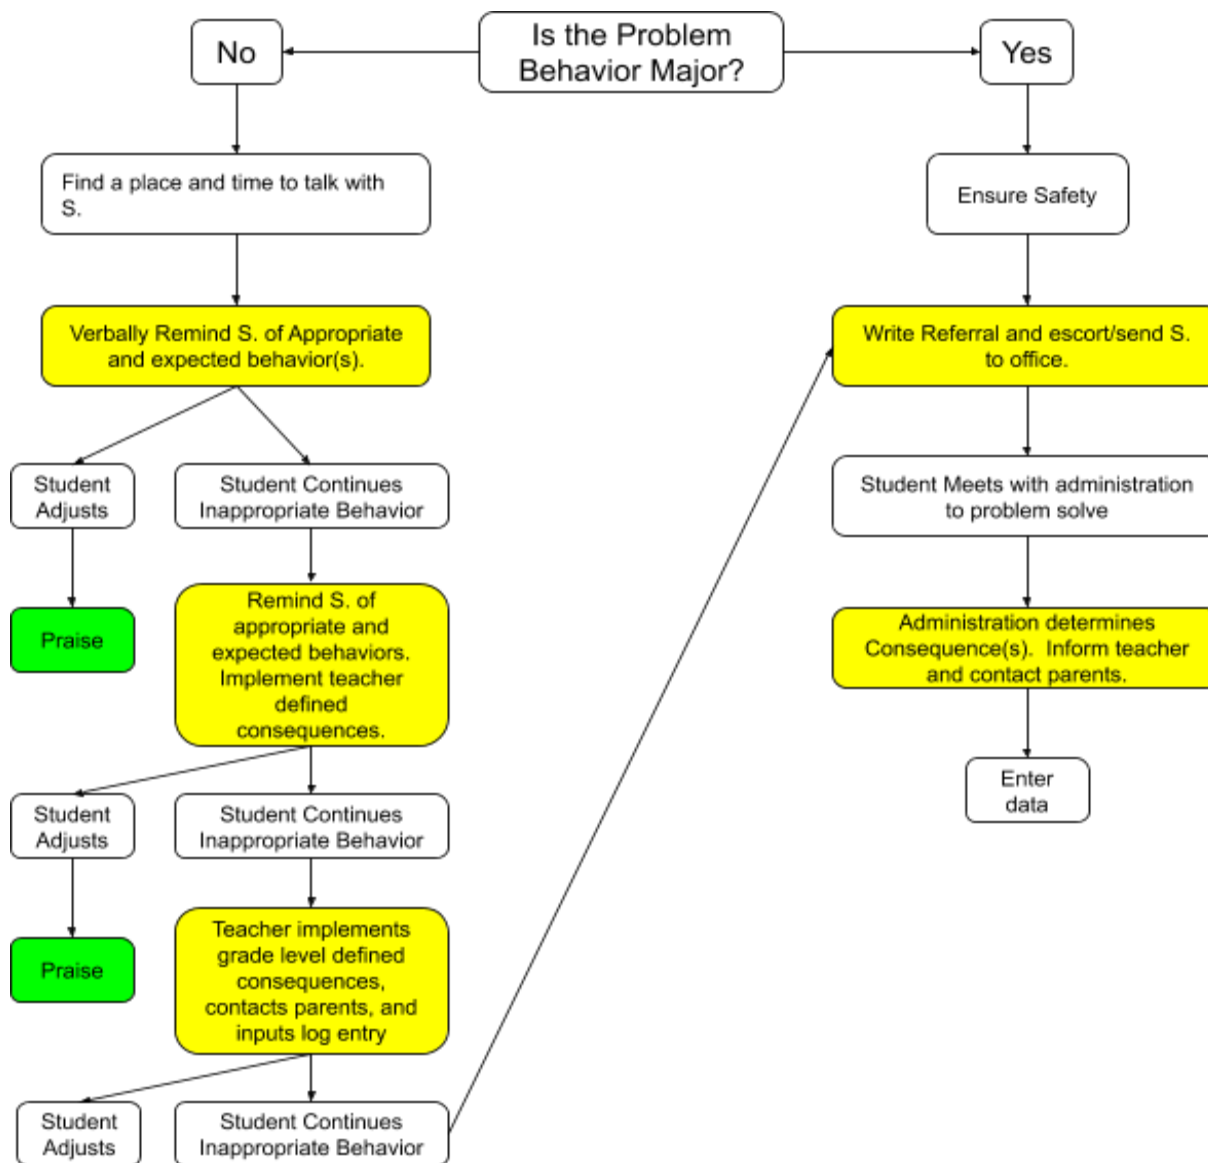 Is the Problem
Behavior Major?
No
Yes
Find a place and time to talk with
S.
Ensure Safety
Verbally Remind S. of Appropriate
and expected behavior(s).
Write Referral and escort/send S.
to office.
Student
Adjusts
Student Continues
Inappropriate Behavior
Student Meets with administration
to problem solve
Praise
Remind S. of
appropriate and
expected behaviors.
Implement teacher
defined
consequences.
Administration determines
Consequence(s).  Inform teacher
and contact parents.
Student
Adjusts
Student Continues
Inappropriate Behavior
Enter
data
Praise
Teacher implements
grade level defined
consequences,
contacts parents, and
inputs log entry
Student
Adjusts
Student Continues
Inappropriate Behavior